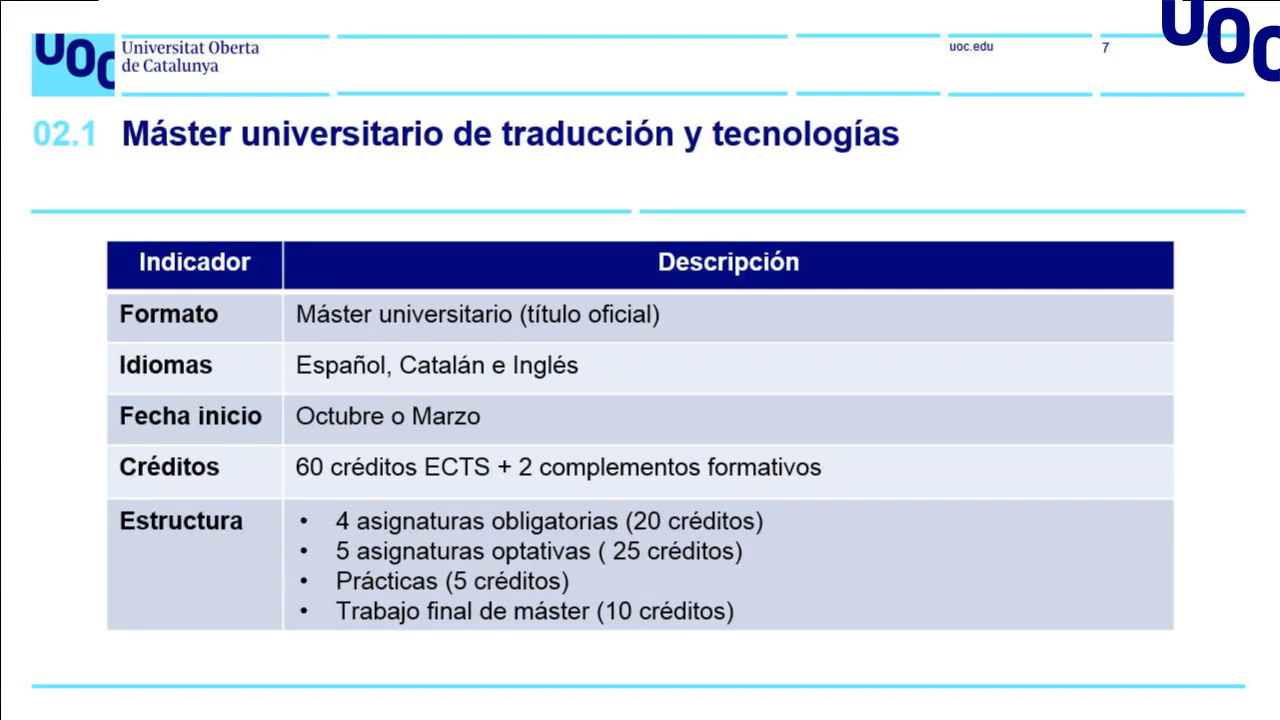 UOC
Universitat Oberta
de Catalunya
uoc.edu
7
UOC
02.1 Máster universitario de traducción y tecnologías
Indicador Descripción
Formato Máster universitario (título oficial)
Idiomas Español, Catalán e Inglés
Fecha inicio Octubre o Marzo
Créditos 60 créditos ECTS + 2 complementos formativos
Estructura • 4 asignaturas obligatorias (20 créditos)
• 5 asignaturas optativas ( 25 créditos)
• Prácticas (5 créditos)
• Trabajo final de máster (10 créditos)